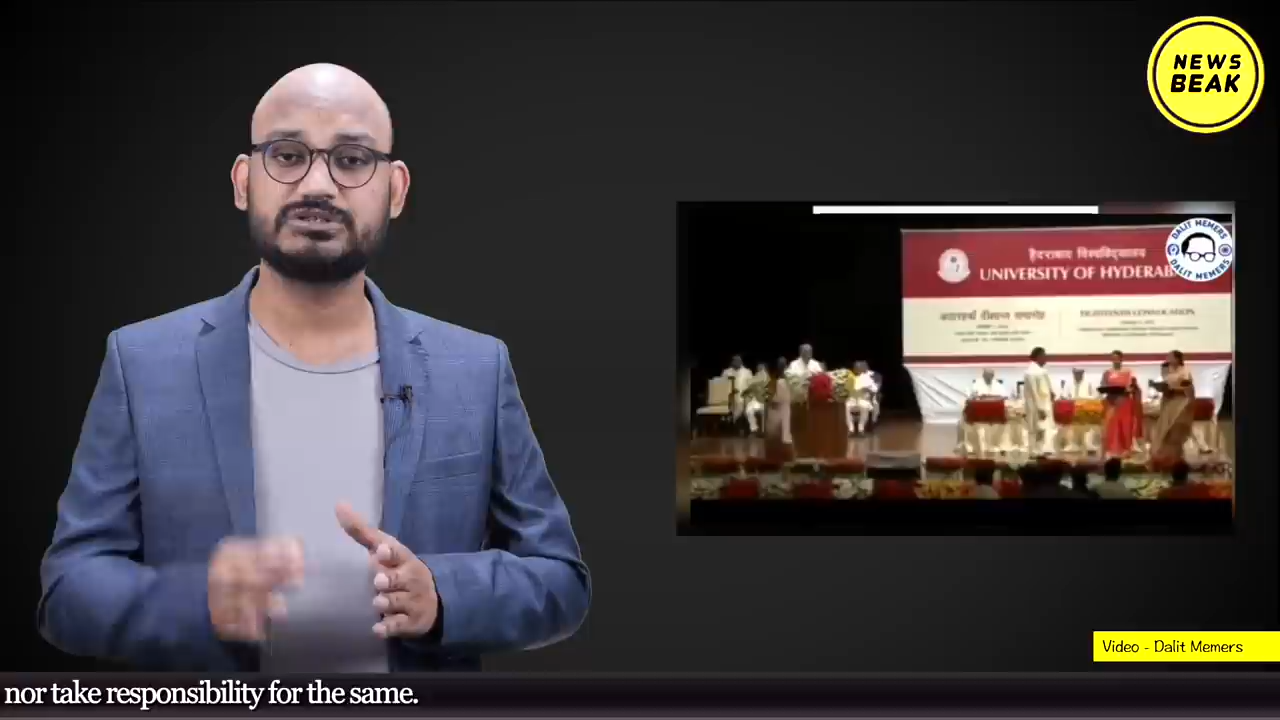 NEWS
BEAK
DALIT MEMERS
DALIT MEMERS
हैदराबाद विश्वविद्यालय
UNIVERSITY OF HYDERABA
Video - Dalit Memers
nor take responsibility for the same.